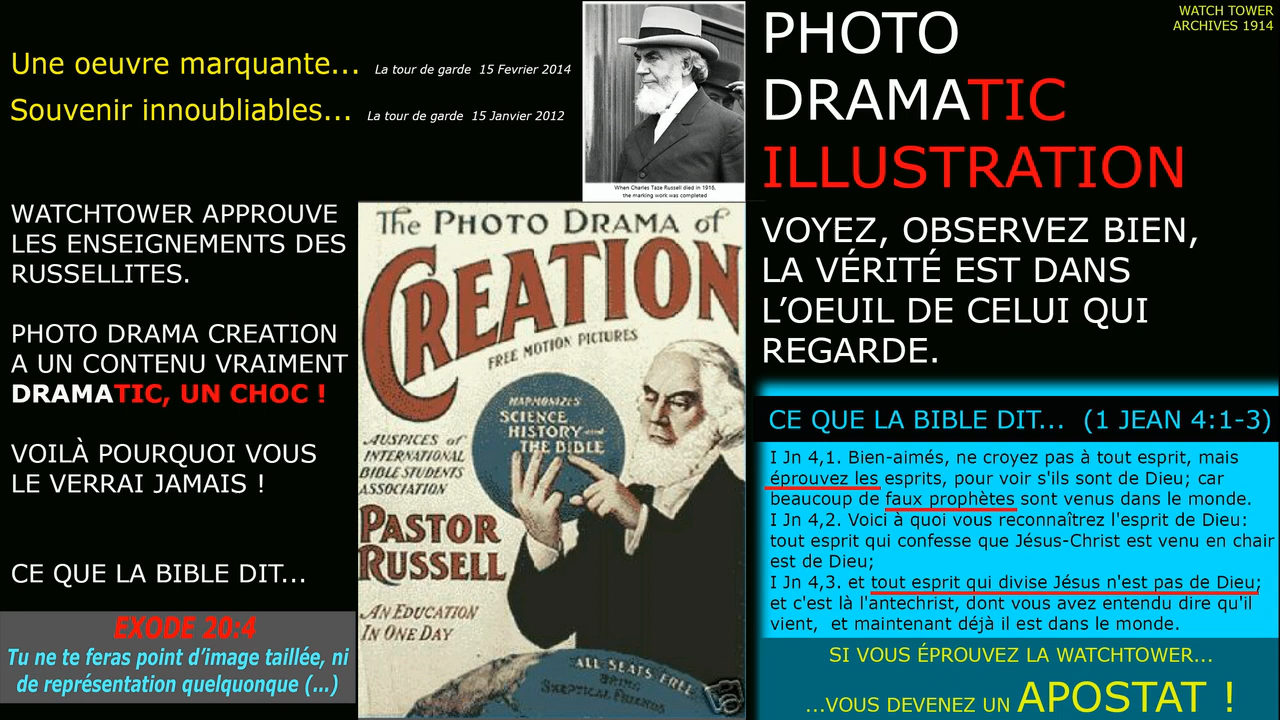 Une oeuvre marquante... La tour de garde 15 Fevrier 2014
Souvenir innoubliables... La tour de garde 15 Janvier 2012
WATCHTOWER APPROUVE
LES ENSEIGNEMENTS DES
RUSSELLITES.
PHOTO DRAMA CREATION
A UN CONTENU VRAIMENT
DRAMATIC, UN CHOC !
VOILÀ POURQUOI VOUS
LE VERRAI JAMAIS !
CE QUE LA BIBLE DIT...
EXODE 20:4
Tu ne te feras point d’image taillée, ni
de représentation quelquonque (...)
When Charles Taze Russell died in 1916,
the marking work was completed
The PHOTO DRAMA of
CREATION
FREE MOTION PICTURES
HARMONIZES
SCIENCE
HISTORY and
THE BIBLE
AUSPICES of
INTERNATIONAL
BIBLE STUDENTS
ASSOCIATION
PASTOR
RUSSELL
AN EDUCATION
IN ONE DAY
ALL SEATS FREE
BRING
SKEPTICAL FRIENDS
WATCH TOWER
ARCHIVES 1914
PHOTO
DRAMATIC
ILLUSTRATION
VOYEZ, OBSERVEZ BIEN,
LA VÉRITÉ EST DANS
L’OEUIL DE CELUI QUI
REGARDE.
CE QUE LA BIBLE DIT... (1 JEAN 4:1-3)
I Jn 4,1. Bien-aimés, ne croyez pas à tout esprit, mais
éprouvez les esprits, pour voir s'ils sont de Dieu; car
beaucoup de faux prophètes sont venus dans le monde.
I Jn 4,2. Voici à quoi vous reconnaîtrez l'esprit de Dieu:
tout esprit qui confesse que Jésus-Christ est venu en chair
est de Dieu;
I Jn 4,3. et tout esprit qui divise Jésus n'est pas de Dieu;
et c'est là l'antechrist, dont vous avez entendu dire qu'il
vient, et maintenant déjà il est dans le monde.
SI VOUS ÉPROUVEZ LA WATCHTOWER...
...VOUS DEVENEZ UN APOSTAT !